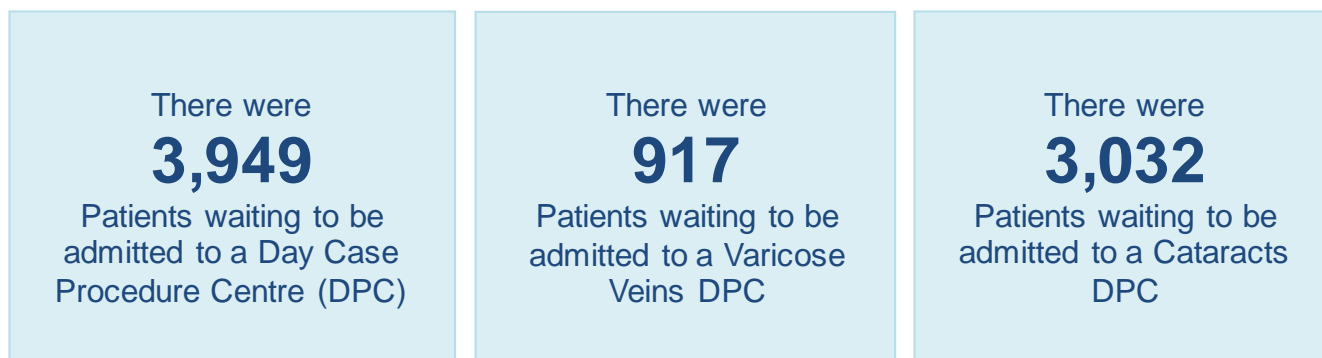 There were
3,949
Patients waiting to be
admitted to a Day Case
Procedure Centre (DPC)
There were
917
Patients waiting to be
admitted to a Varicose
Veins DPC
There were
3,032
Patients waiting to be
admitted to a Cataracts
DPC